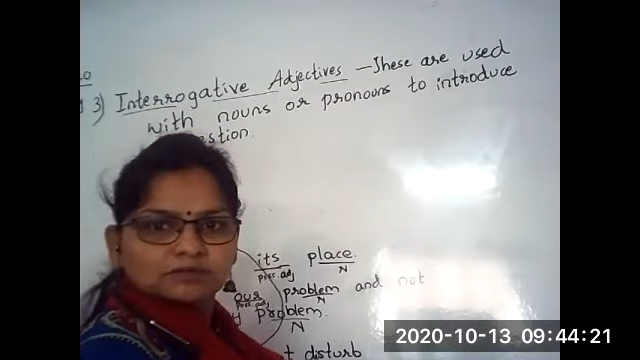 3) Interrogative Adjectives - These are used
with nouns or pronouns to introduce
estion.
its place.
poss.adj N
our problem and not
poss.adj N
y problem.
N
t disturb
2020-10-13 09:44:21